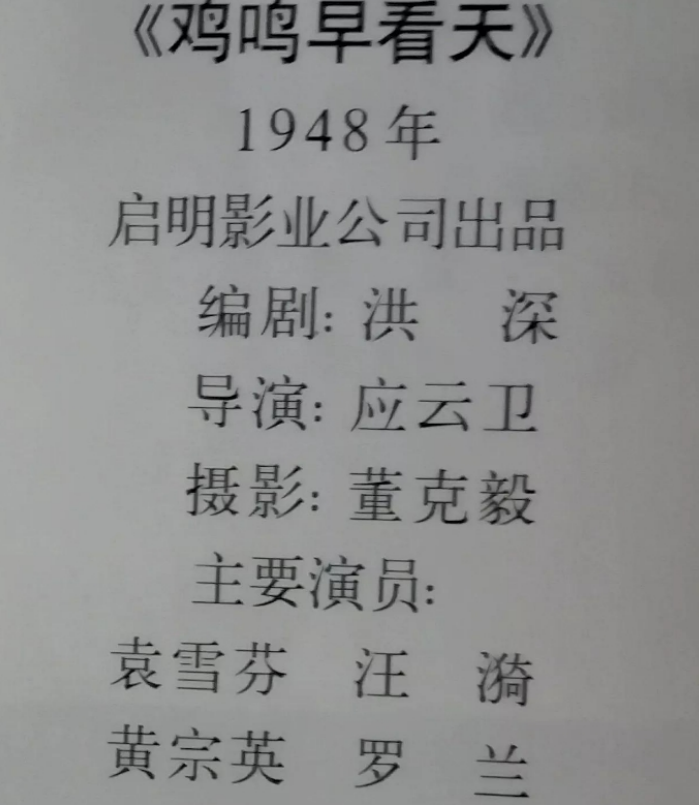 《鸡鸣早看天》
1948年
启明影业公司出品
编剧：洪　深
导演：应云卫
摄影：董克毅
主要演员：
袁雪芬　汪　漪
黄宗英　罗　兰